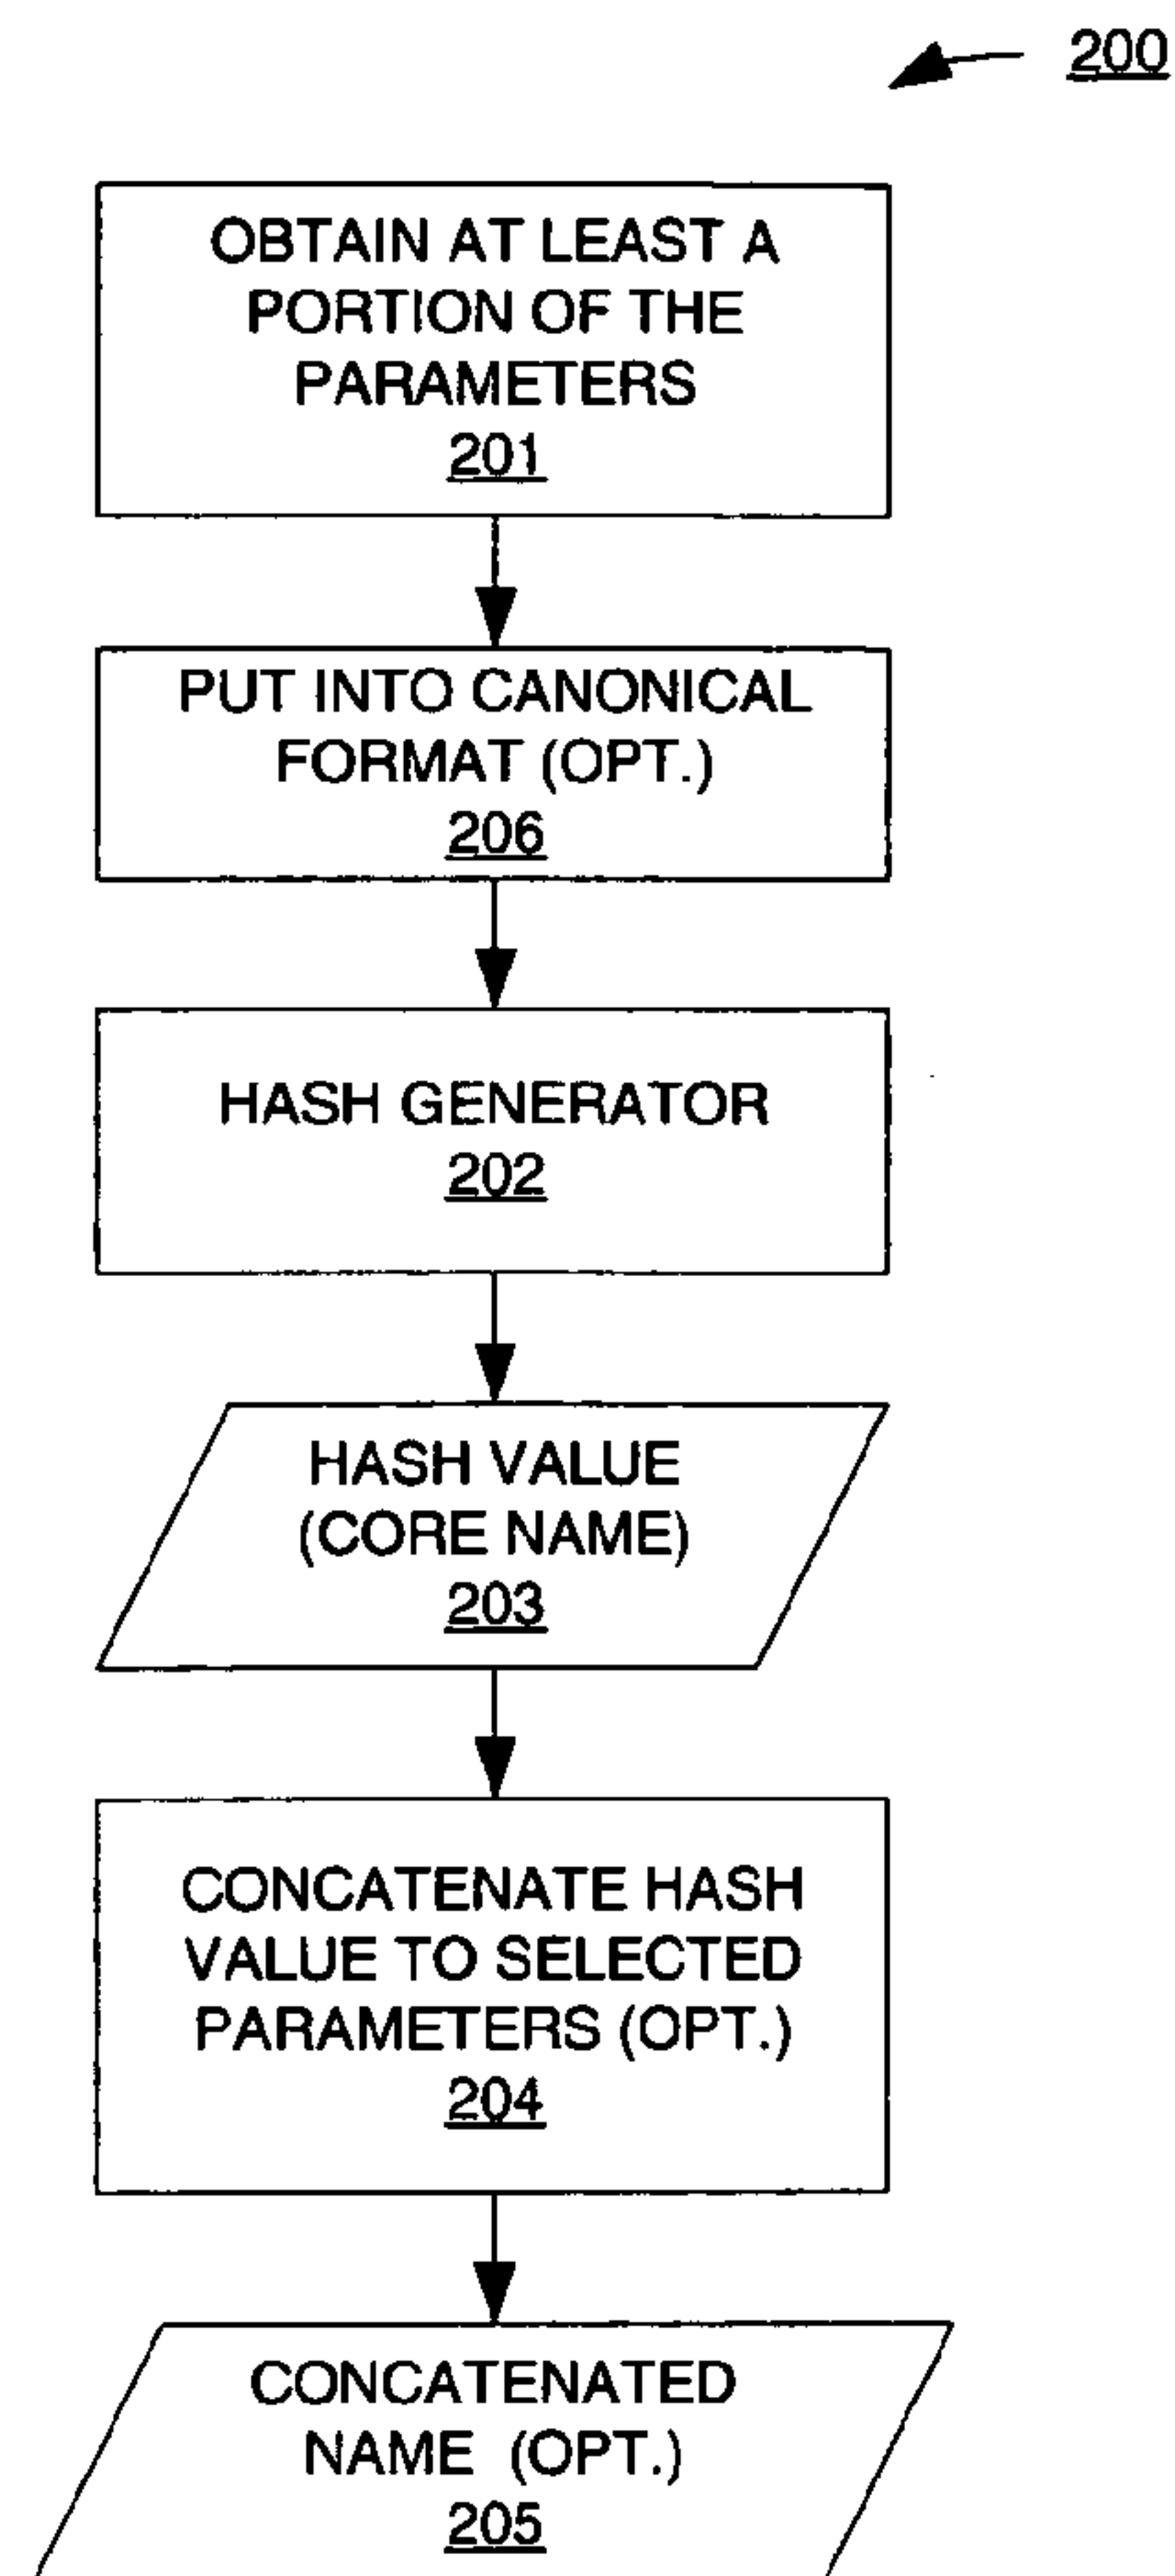 200
OBTAIN AT LEAST A
PORTION OF THE
PARAMETERS
201
PUT INTO CANONICAL
FORMAT (OPT.)
206
HASH GENERATOR
202
HASH VALUE
(CORE NAME)
203
CONCATENATE HASH
VALUE TO SELECTED
PARAMETERS (OPT.)
204
CONCATENATED
NAME (OPT.)
205